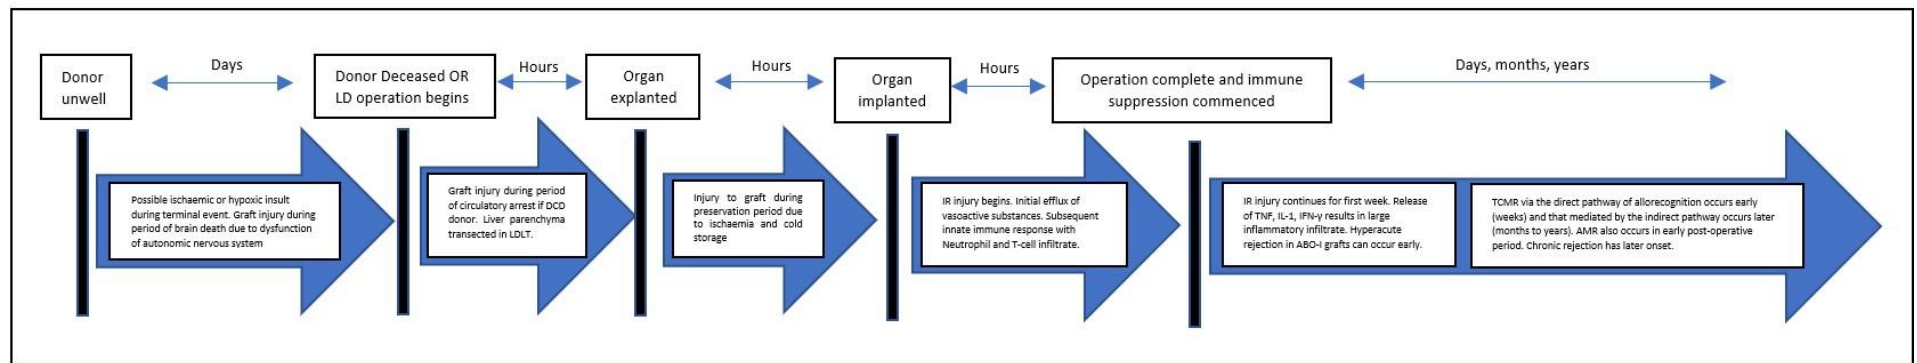 Donor
unwell
Days
Donor Deceased OR
LD operation begins
Hours
Organ
explanted
Hours
Organ
implanted
Hours
Operation complete and immune
suppression commenced
Days, months, years
Possible ischaemic or hypoxic insult
during terminal event. Graft injury during
period of brain death due to dysfunction
of autonomic nervous system
Graft injury during period
of circulatory arrest if DCD
donor. Liver parenchyma
transected in LDLT.
Injury to graft during
preservation period due
to ischaemia and cold
storage
IR injury begins. Initial efflux of
vasoactive substances. Subsequent
innate immune response with
Neutrophil and T-cell infiltrate.
IR injury continues for first week. Release
of TNF, IL-1, IFN-γ results in large
inflammatory infiltrate. Hyperacute
rejection in ABO-I grafts can occur early.
TCMR via the direct pathway of allorecognition occurs early
(weeks) and that mediated by the indirect pathway occurs later
(months to years). AMR also occurs in early post-operative
period. Chronic rejection has later onset.